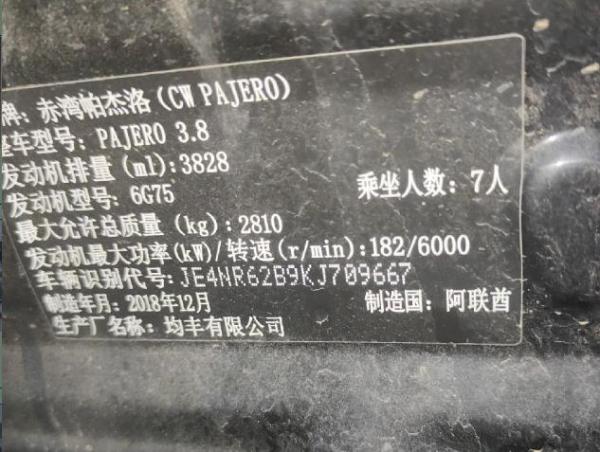 牌: 赤湾帕杰洛(CW PAJERO)
整车型号: PAJERO 3.8
发动机排量(ml):3828
发动机型号: 6G75 乘坐人数: 7人
最大允许总质量(kg):2810
发动机最大功率(kW)/转速(r/min):182/6000
车辆识别代号:JE4NR62B9KJ709667
制造年月: 2018年12月 制造国: 阿联酋
生产厂名称: 均丰有限公司